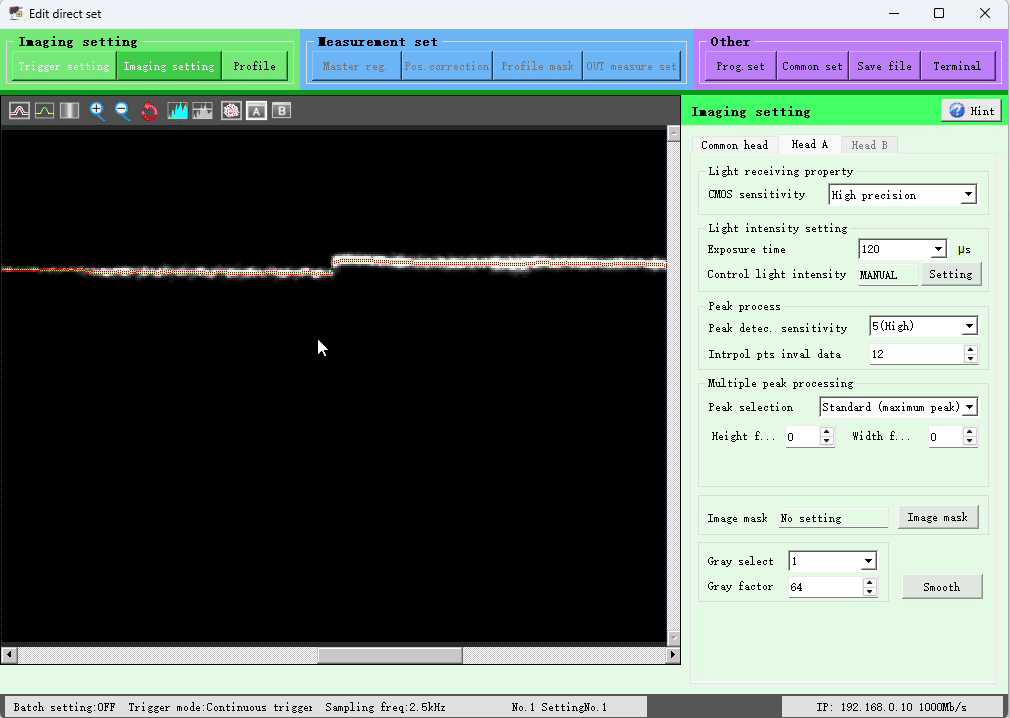 Edit direct set
Imaging setting
Trigger setting Imaging setting Profile
Measurement set
Master reg. Pos.correction Profile mask OUT measure set
Other
Prog.set Common set Save file Terminal
A B
Imaging setting Hint
Common head Head A Head B
Light receiving property
CMOS sensitivity High precision
Light intensity setting
Exposure time 120 μs
Control light intensity MANUAL Setting
Peak process
Peak detec. sensitivity 5(High)
Intrpol pts inval data 12
Multiple peak processing
Peak selection Standard (maximum peak)
Height f... 0 Width f... 0
Image mask No setting Image mask
Gray select 1
Gray factor 64
Smooth
Batch setting:OFF Trigger mode:Continuous trigger Sampling freq:2.5kHz No.1 SettingNo.1 IP: 192.168.0.10 1000Mb/s